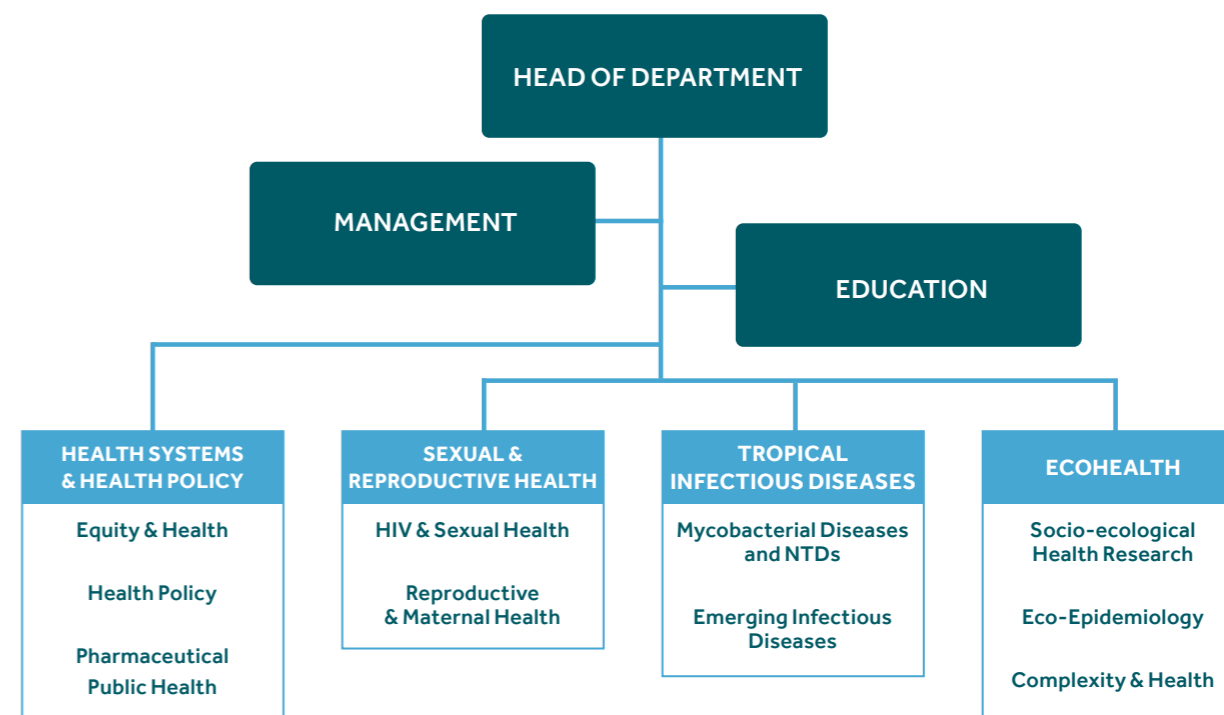 HEAD OF DEPARTMENT
MANAGEMENT
EDUCATION
HEALTH SYSTEMS
& HEALTH POLICY
Equity & Health
Health Policy
Pharmaceutical
Public Health
SEXUAL &
REPRODUCTIVE HEALTH
HIV & Sexual Health
Reproductive
& Maternal Health
TROPICAL
INFECTIOUS DISEASES
Mycobacterial Diseases
and NTDs
Emerging Infectious
Diseases
ECOHEALTH
Socio-ecological
Health Research
Eco-Epidemiology
Complexity & Health